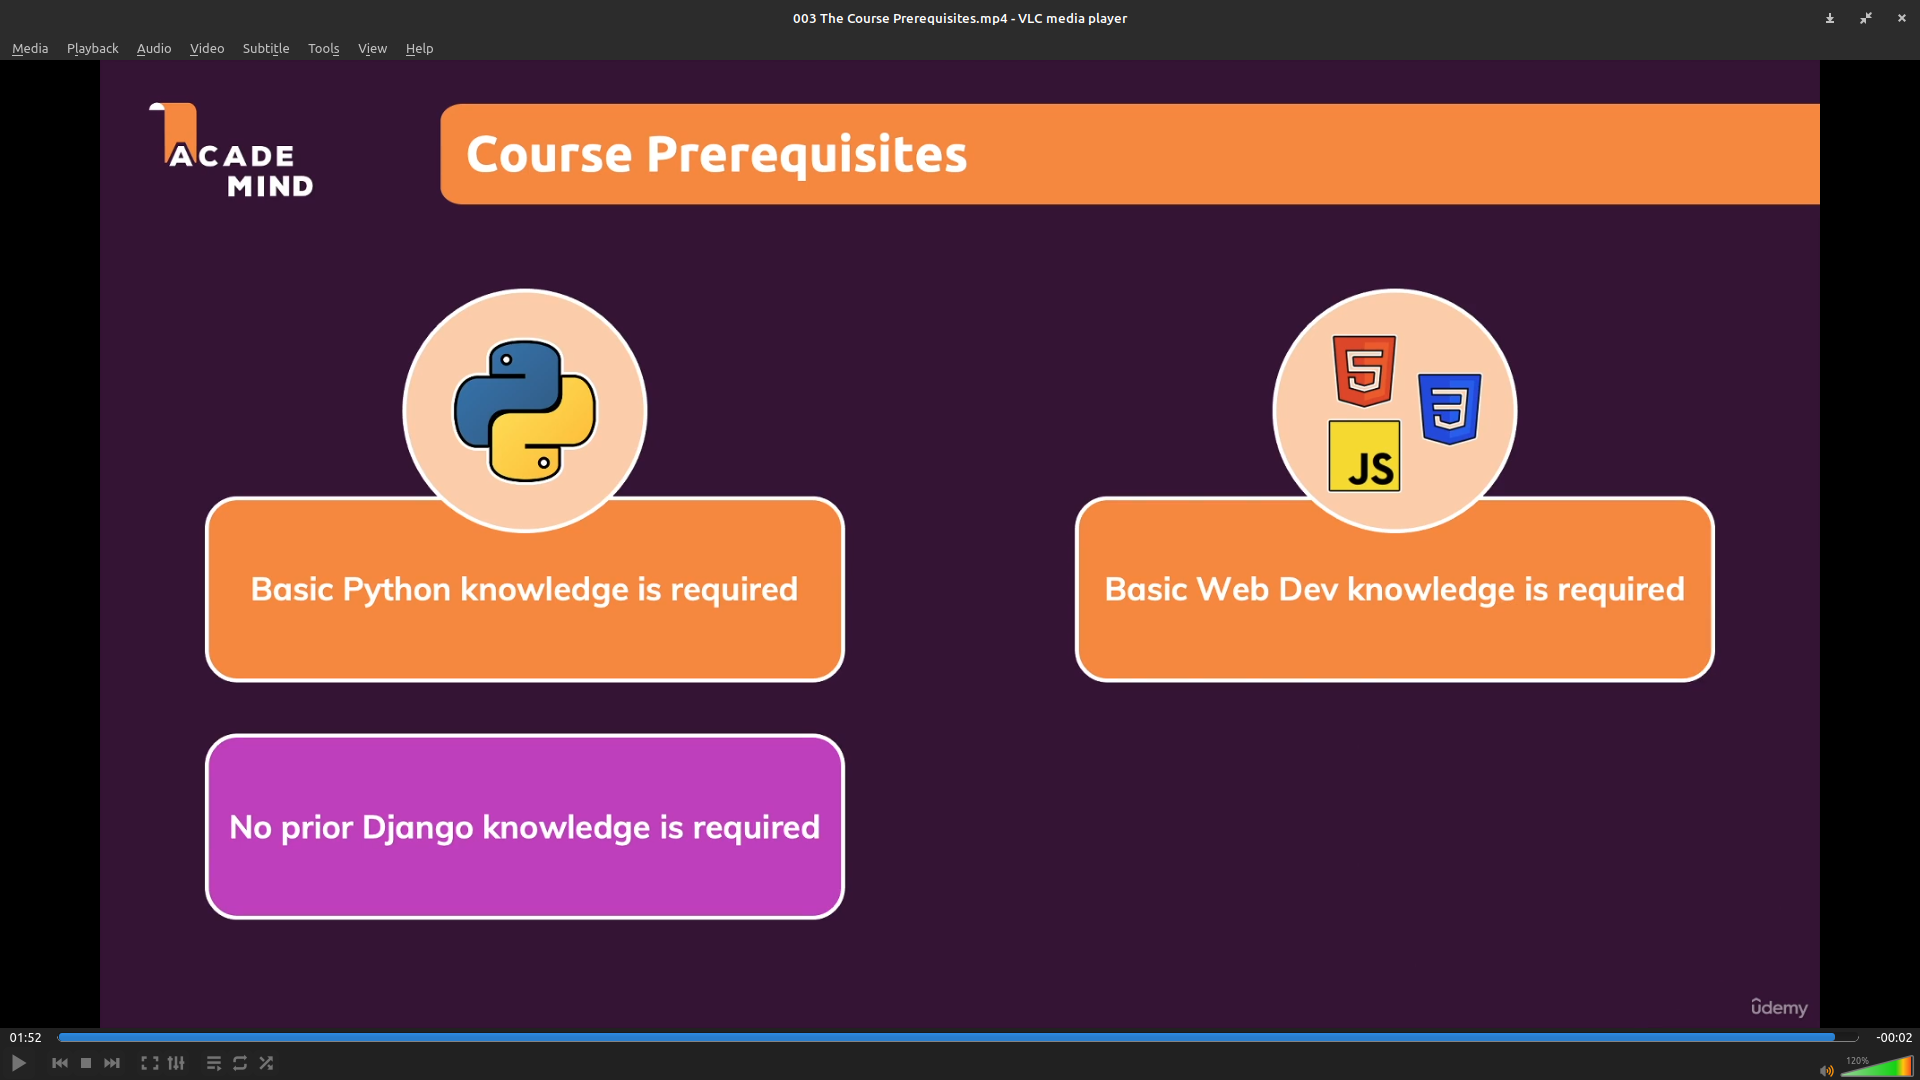 003 The Course Prerequisites.mp4 - VLC media player
Media Playback Audio Video Subtitle Tools View Help
ACADE
MIND
Course Prerequisites
JS
Basic Python knowledge is required
Basic Web Dev knowledge is required
No prior Django knowledge is required
ûdemy
01:52
-00:02
120%